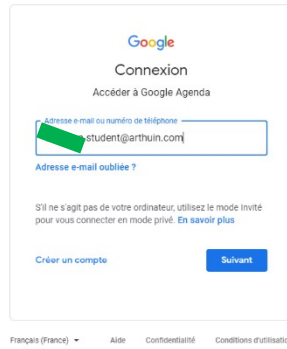 Google
Connexion
Accéder à Google Agenda
Adresse e-mail ou numéro de téléphone
student@arthuin.com
Adresse e-mail oubliée ?
S'il ne s'agit pas de votre ordinateur, utilisez le mode Invité
pour vous connecter en mode privé. En savoir plus
Créer un compte
Suivant
Français (France) Aide Confidentialité Conditions d'utilisatio